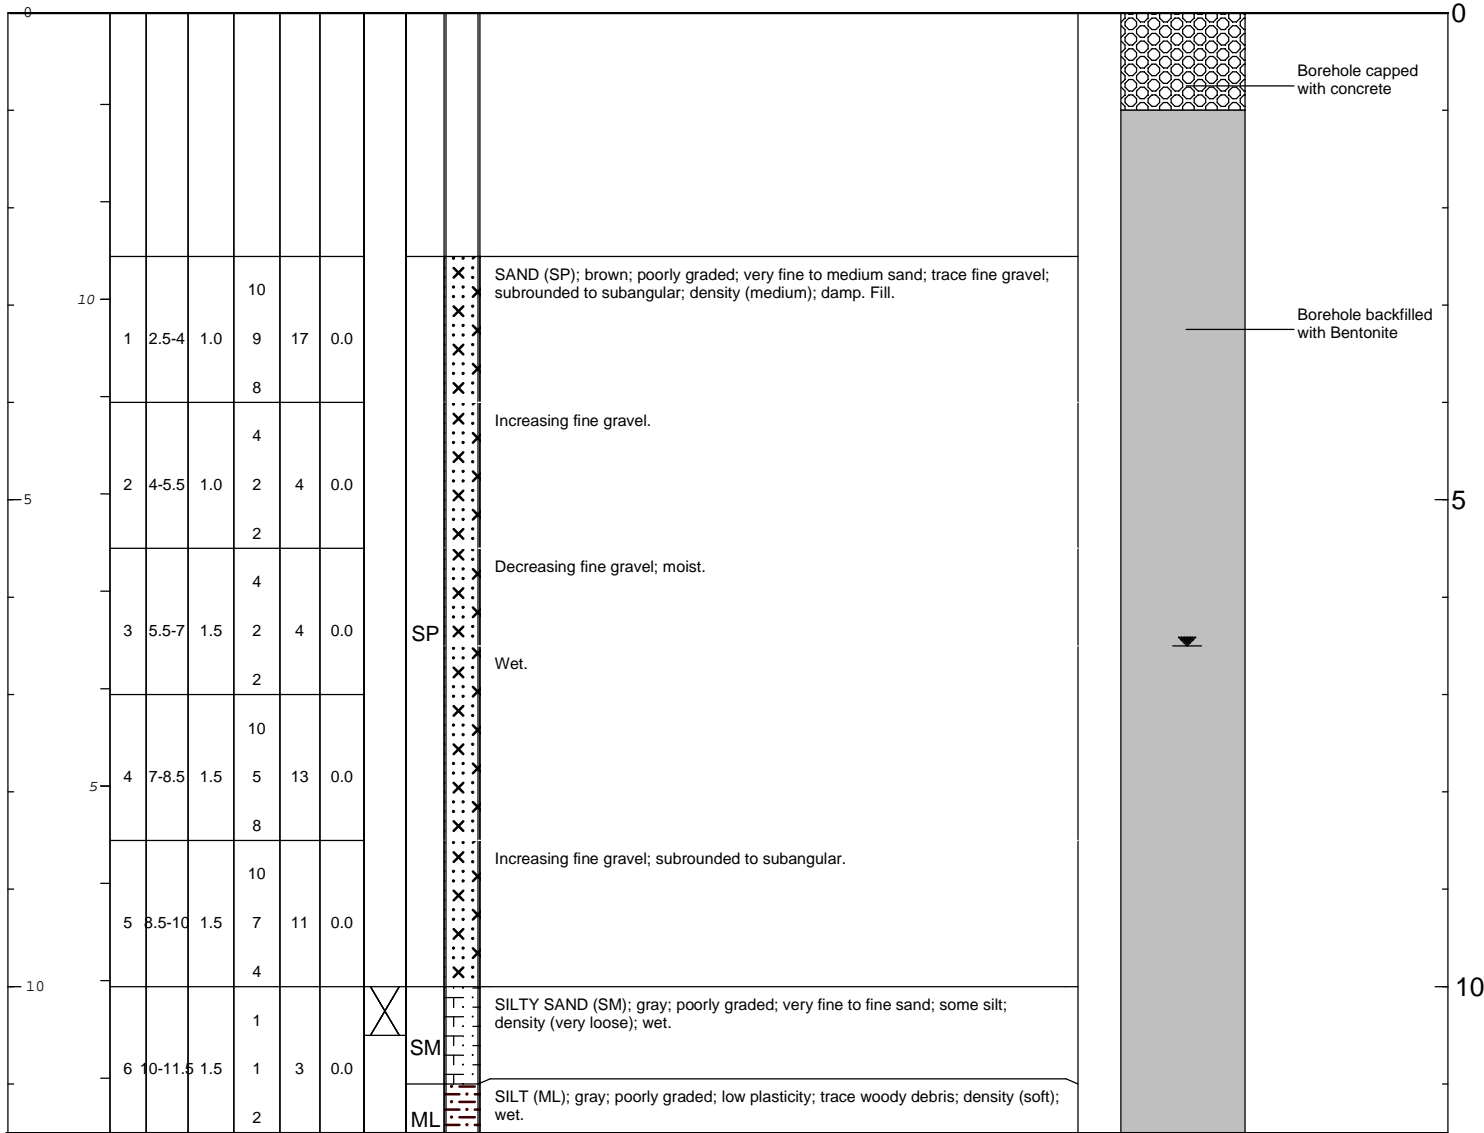 0
0
Borehole capped
with concrete
SAND (SP); brown; poorly graded; very fine to medium sand; trace fine gravel;
subrounded to subangular; density (medium); damp. Fill.
10
10
1 2.5-4 1.0 9 17 0.0
8
Borehole backfilled
with Bentonite
Increasing fine gravel.
4
2 4-5.5 1.0 2 4 0.0
2
5
5
Decreasing fine gravel; moist.
4
3 5.5-7 1.5 2 4 0.0
2
SP
Wet.
10
4 7-8.5 1.5 5 13 0.0
5
8
Increasing fine gravel; subrounded to subangular.
10
5 8.5-10 1.5 7 11 0.0
4
10
10
SILTY SAND (SM); gray; poorly graded; very fine to fine sand; some silt;
density (very loose); wet.
1
SM
6 10-11.5 1.5 1 3 0.0
2
SILT (ML); gray; poorly graded; low plasticity; trace woody debris; density (soft);
wet.
ML